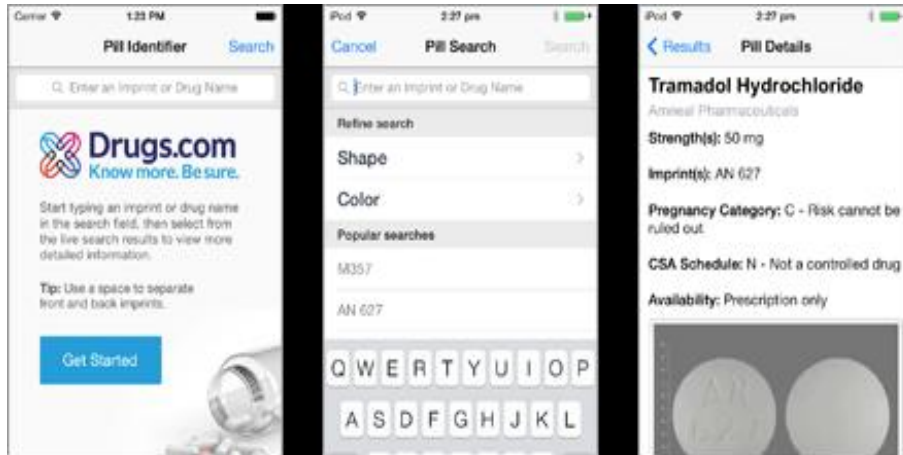 Carrier 1:23 PM
Pill Identifier Search
Enter an Imprint or Drug Name
Drugs.com
Know more. Be sure.
Start typing an imprint or drug name
in the search field, then select from
the live search results to view more
detailed information.
Tip: Use a space to separate
front and back imprints.
Get Started
iPod 2:27 pm
Cancel Pill Search Search
Enter an Imprint or Drug Name
Refine search
Shape
Color
Popular searches
M357
AN 627
Q W E R T Y U I O P
A S D F G H J K L
iPod 2:27 pm
Results Pill Details
Tramadol Hydrochloride
Amneal Pharmaceuticals
Strength(s): 50 mg
Imprint(s): AN 627
Pregnancy Category: C - Risk cannot be
ruled out
CSA Schedule: N - Not a controlled drug
Availability: Prescription only
AN
627